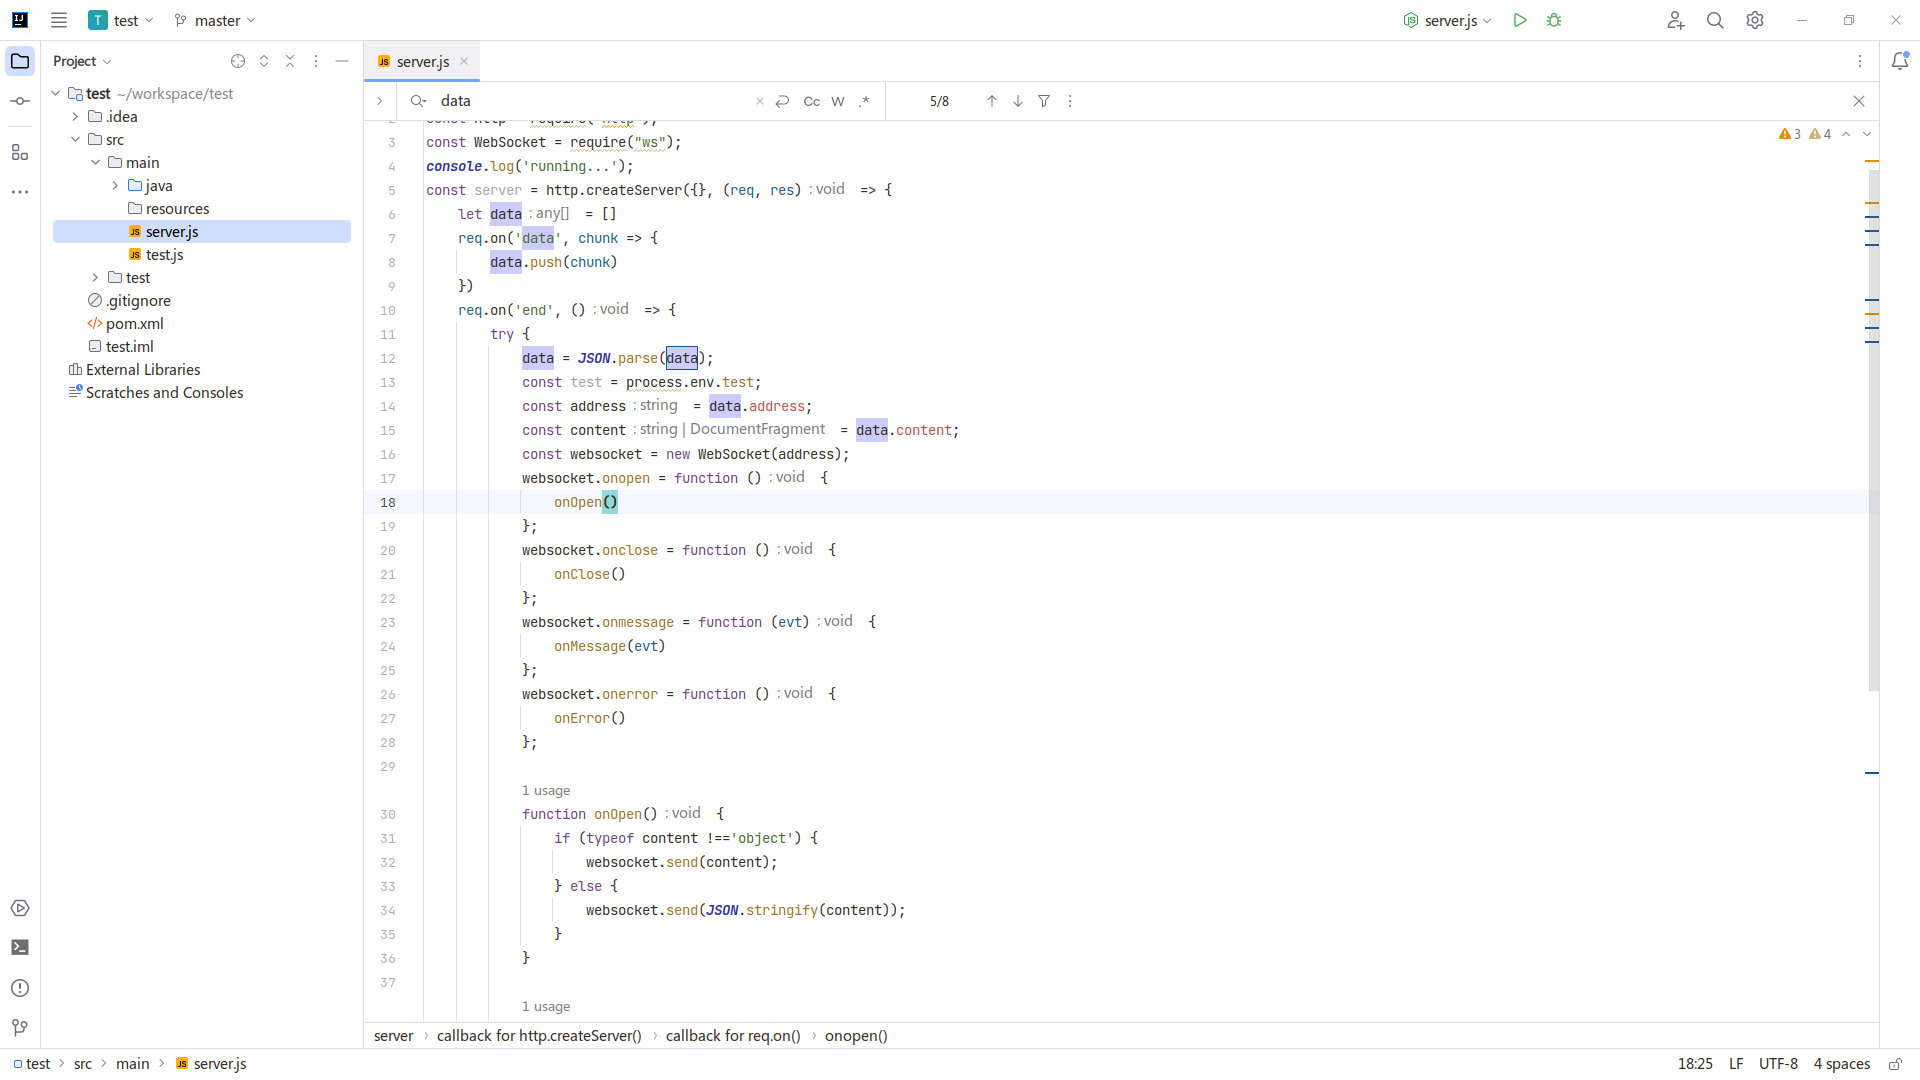 test
master
server.js
Project
server.js
test ~/workspace/test
.idea
src
main
java
resources
server.js
test.js
test
.gitignore
pom.xml
test.iml
External Libraries
Scratches and Consoles
data
Cc W .*
5/8
3 4
2 const http = require("http");
3 const WebSocket = require("ws");
4 console.log('running...');
5 const server = http.createServer({}, (req, res) : void => {
6 let data : any[] = []
7 req.on('data', chunk => {
8 data.push(chunk)
9 })
10 req.on('end', () : void => {
11 try {
12 data = JSON.parse(data);
13 const test = process.env.test;
14 const address : string = data.address;
15 const content : string | DocumentFragment = data.content;
16 const websocket = new WebSocket(address);
17 websocket.onopen = function () : void {
18 onOpen()
19 };
20 websocket.onclose = function () : void {
21 onClose()
22 };
23 websocket.onmessage = function (evt) : void {
24 onMessage(evt)
25 };
26 websocket.onerror = function () : void {
27 onError()
28 };
29
1 usage
30 function onOpen() : void {
31 if (typeof content !=='object') {
32 websocket.send(content);
33 } else {
34 websocket.send(JSON.stringify(content));
35 }
36 }
37
1 usage
server › callback for http.createServer() › callback for req.on() › onopen()
test › src › main › server.js
18:25 LF UTF-8 4 spaces